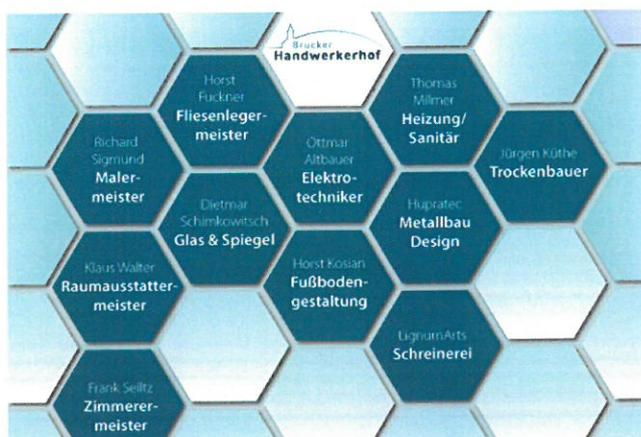 Brucker
Handwerkerhof
Horst
Fuckner
Fliesenleger-
meister
Thomas
Millmer
Heizung/
Sanitär
Richard
Sigmund
Maler-
meister
Ottmar
Altbauer
Elektro-
techniker
Jürgen Küthe
Trockenbauer
Dietmar
Schimkowitsch
Glas & Spiegel
Hupratec
Metallbau
Design
Klaus Walter
Raumausstatter-
meister
Horst Kosian
Fußboden-
gestaltung
LignumArts
Schreinerei
Frank Seiltz
Zimmerer-
meister